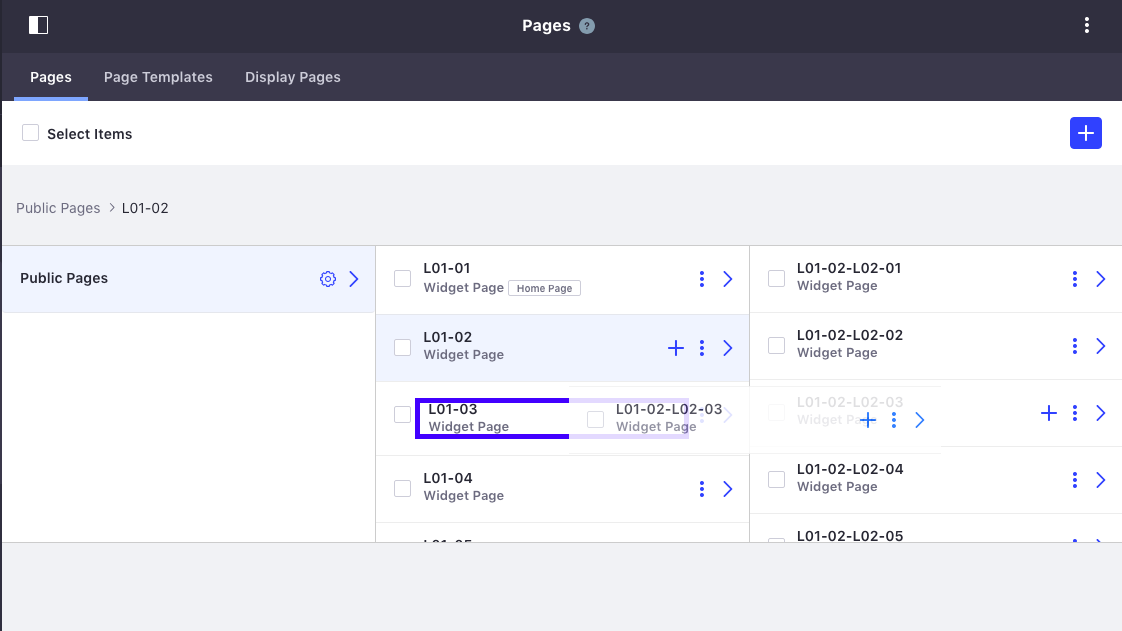 Pages ?
Pages Page Templates Display Pages
Select Items
Public Pages > L01-02
Public Pages
L01-01
Widget Page Home Page
L01-02
Widget Page
L01-03
Widget Page
L01-04
Widget Page
L01-02-L02-01
Widget Page
L01-02-L02-02
Widget Page
L01-02-L02-03
Widget Page
L01-02-L02-03
Widget Page
L01-02-L02-04
Widget Page
L01-02-L02-05